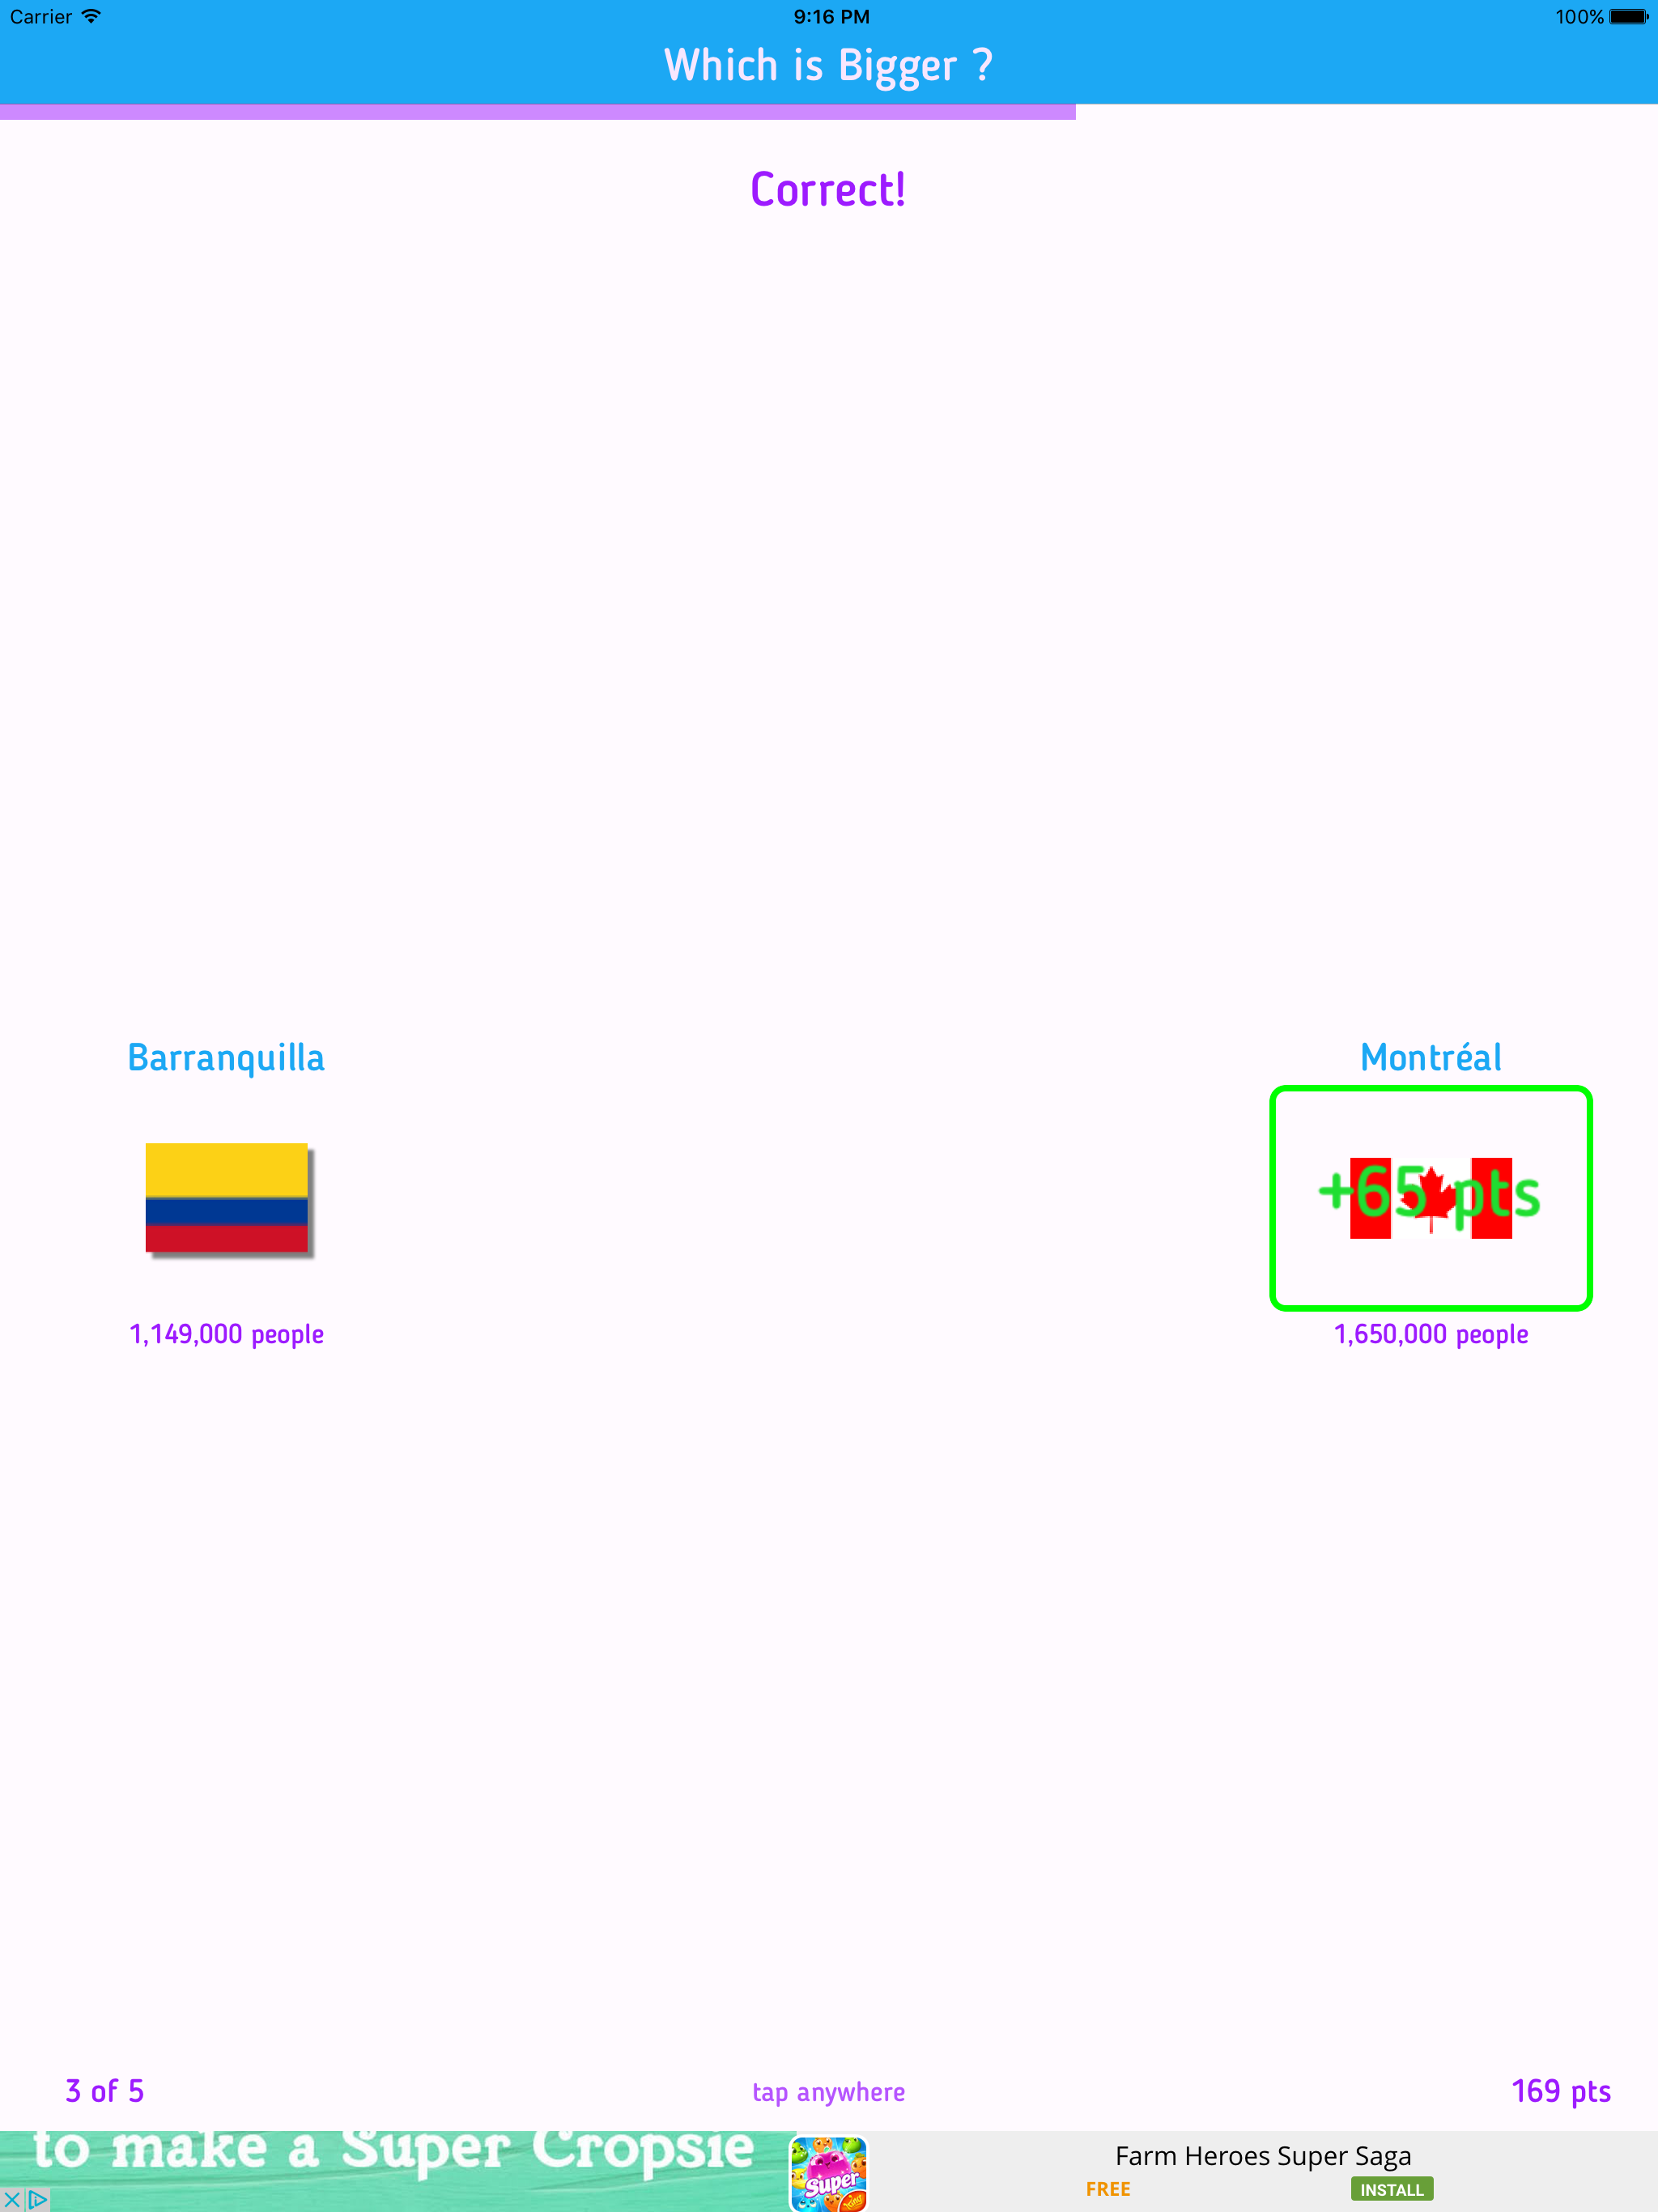 Carrier 9:16 PM 100%
Which is Bigger ?
Correct!
Barranquilla Montréal
+65 pts
1,149,000 people 1,650,000 people
3 of 5 tap anywhere 169 pts
to make a Super Cropsie
Super
King
Farm Heroes Super Saga
FREE INSTALL